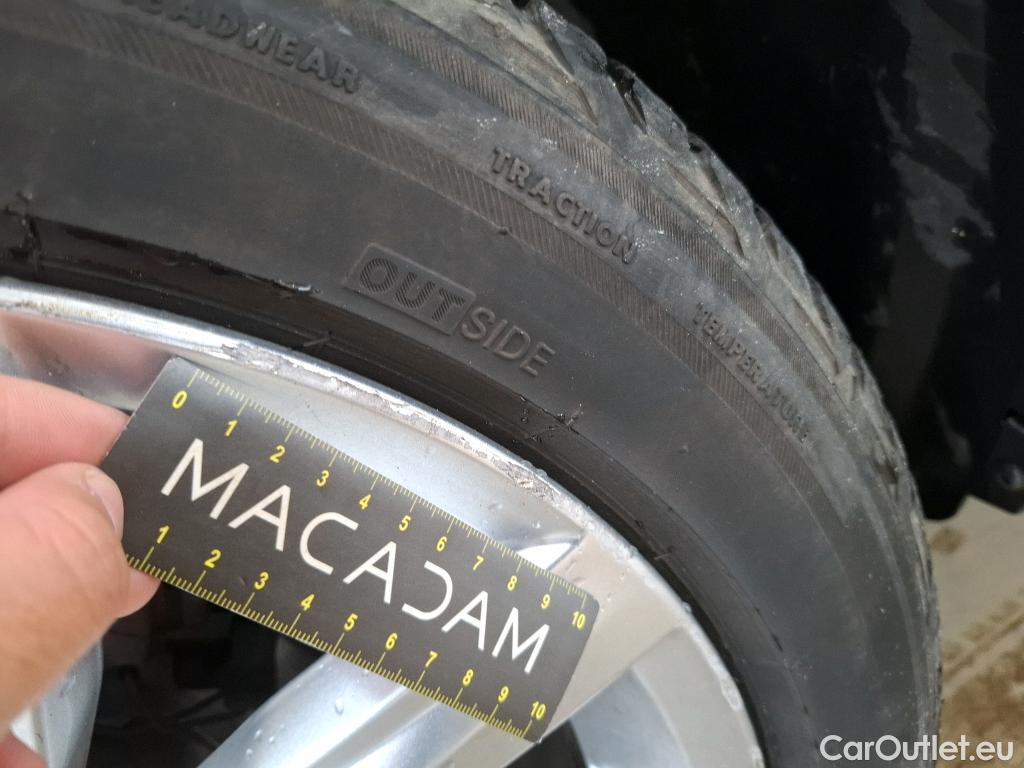 TREADWEAR
TRACTION
TEMPERATURE
OUTSIDE
0 1 2 3 4 5 6 7 8 9 10
MACADAM
1 2 3 4 5 6 7 8 9 10
CarOutlet.eu